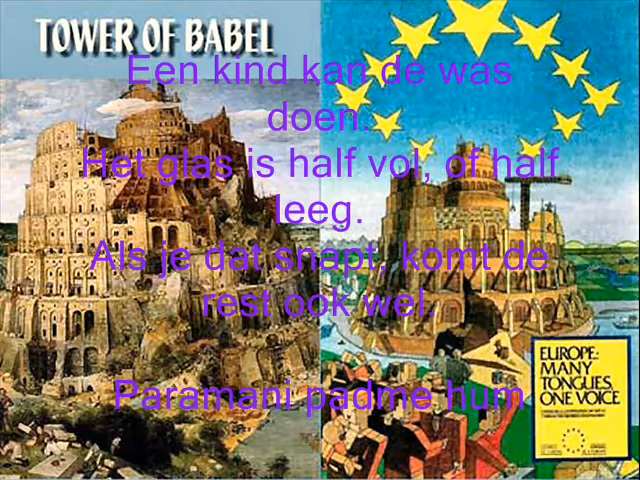 TOWER OF BABEL
Een kind kan de was
doen.
Het glas is half vol, of half
leeg.
Als je dat snapt, komt de
rest ook wel.
Paramani padme hum
EUROPE:
MANY
TONGUES,
ONE VOICE